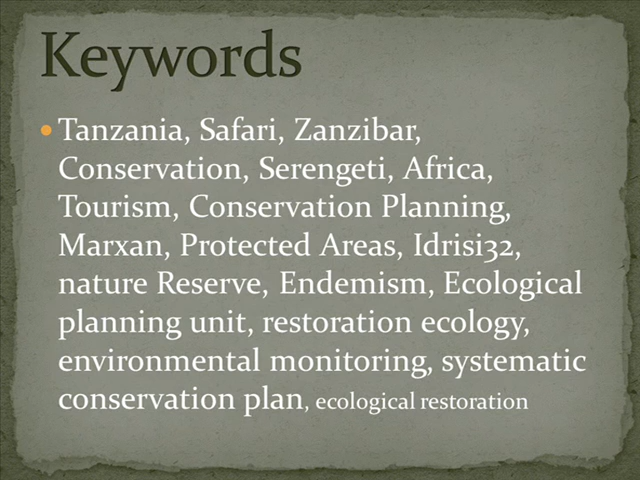 Keywords
Tanzania, Safari, Zanzibar,
Conservation, Serengeti, Africa,
Tourism, Conservation Planning,
Marxan, Protected Areas, Idrisi32,
nature Reserve, Endemism, Ecological
planning unit, restoration ecology,
environmental monitoring, systematic
conservation plan, ecological restoration